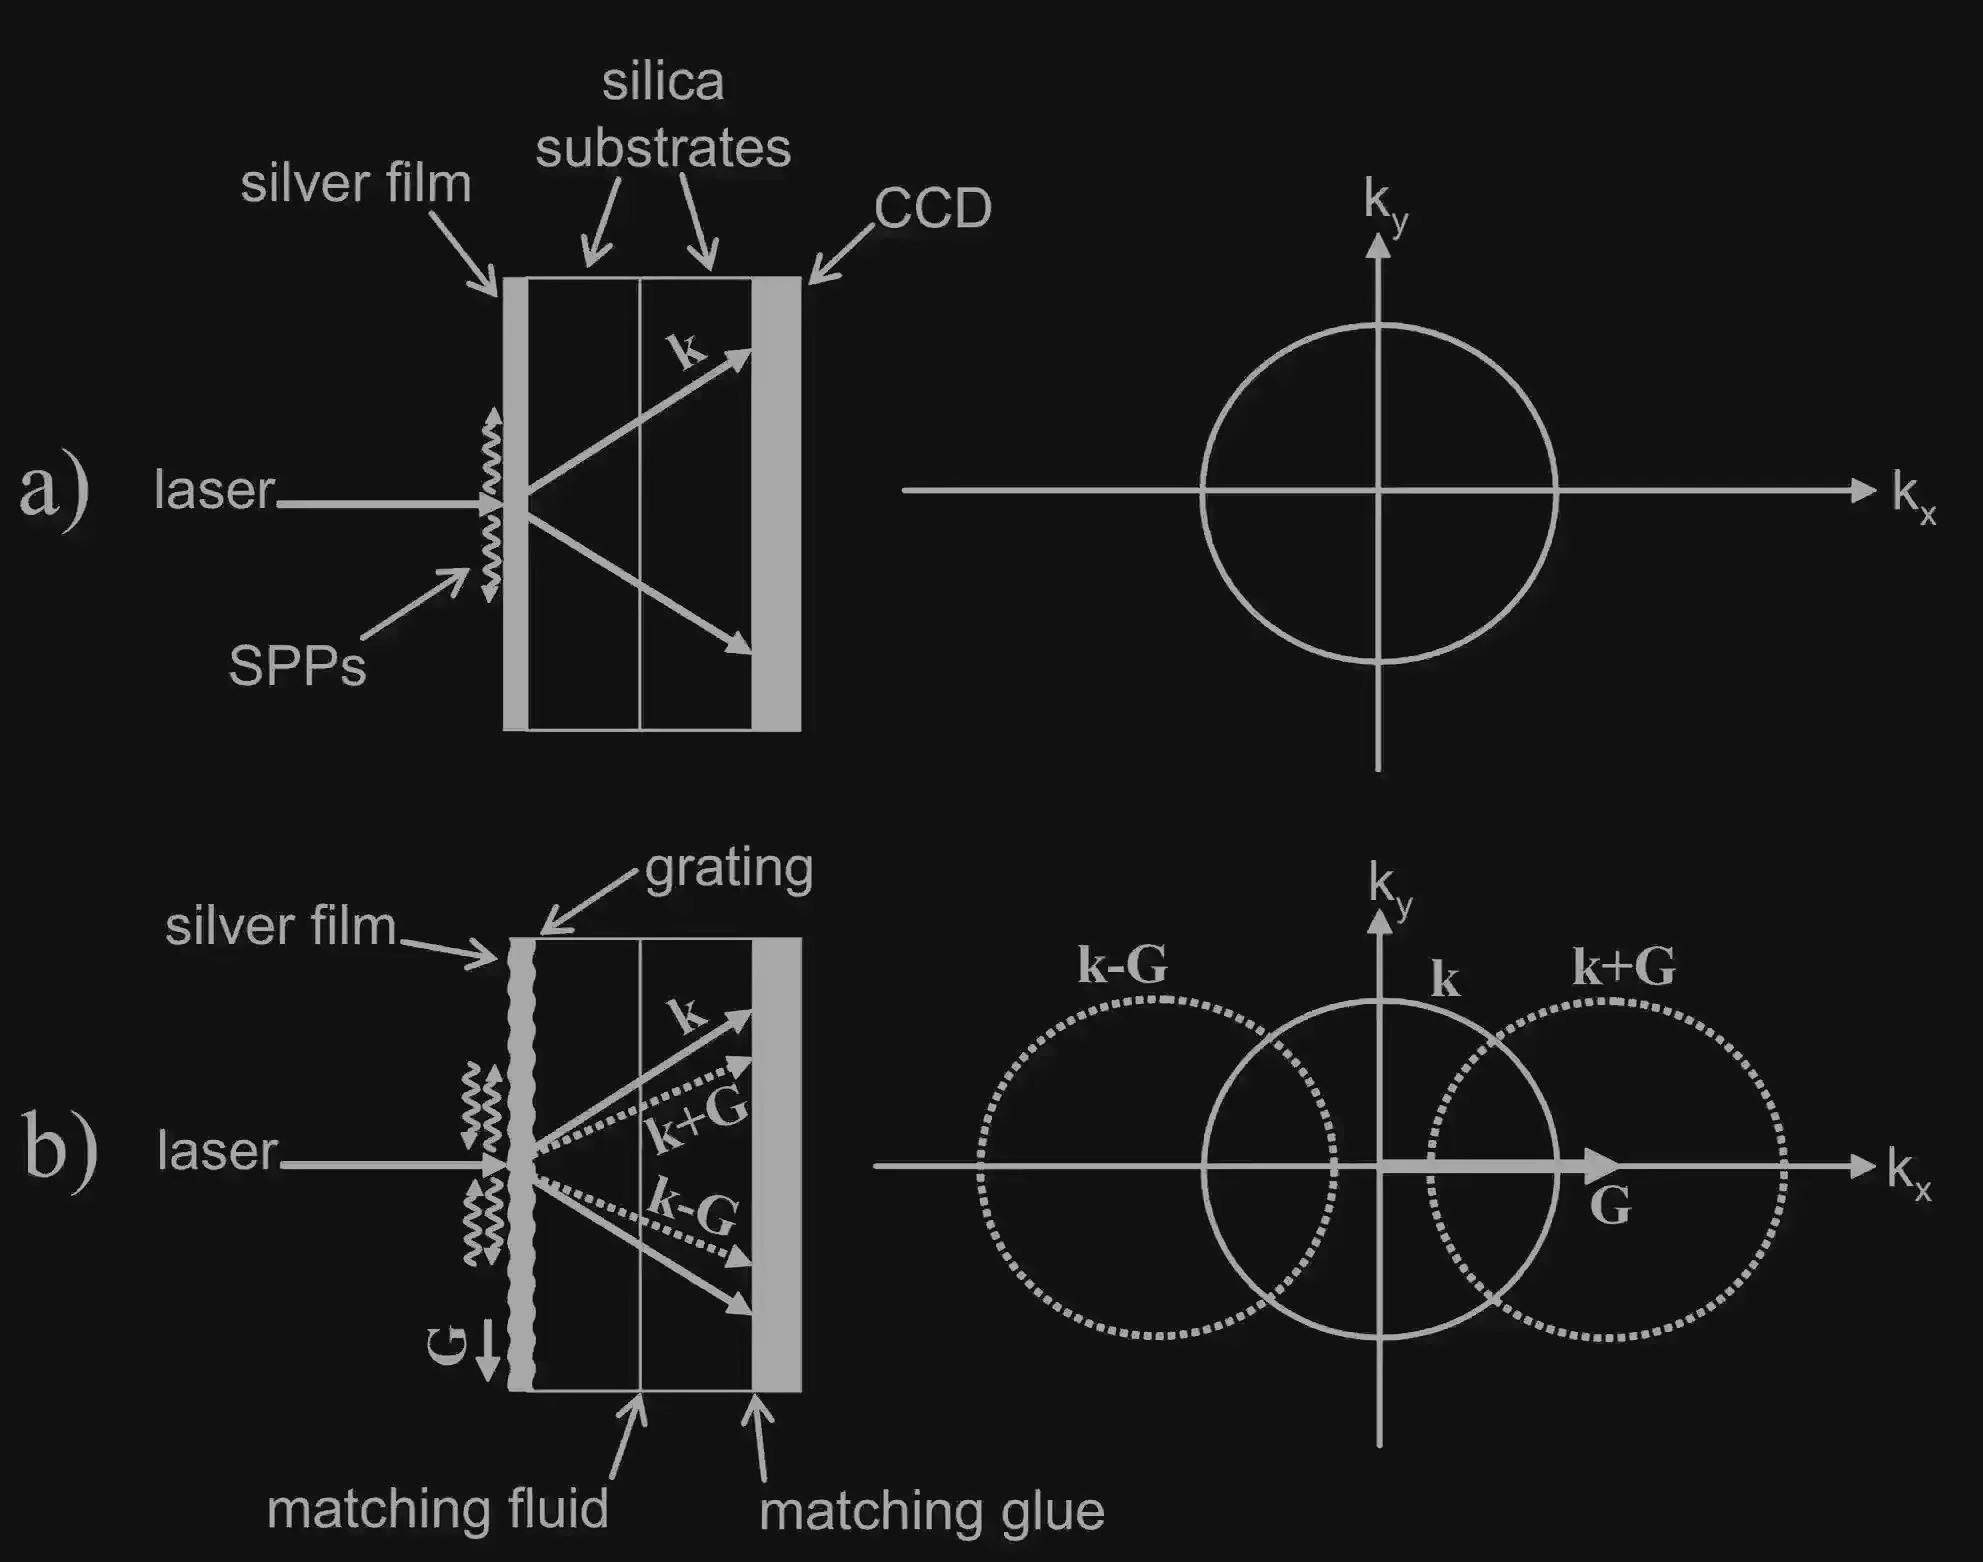 silica
substrates
silver film
CCD
k
a)
laser
SPPs
k_y
k_x
grating
silver film
k
k+G
k-G
b)
laser
G
matching fluid
matching glue
k_y
k-G
k
k+G
k_x
G